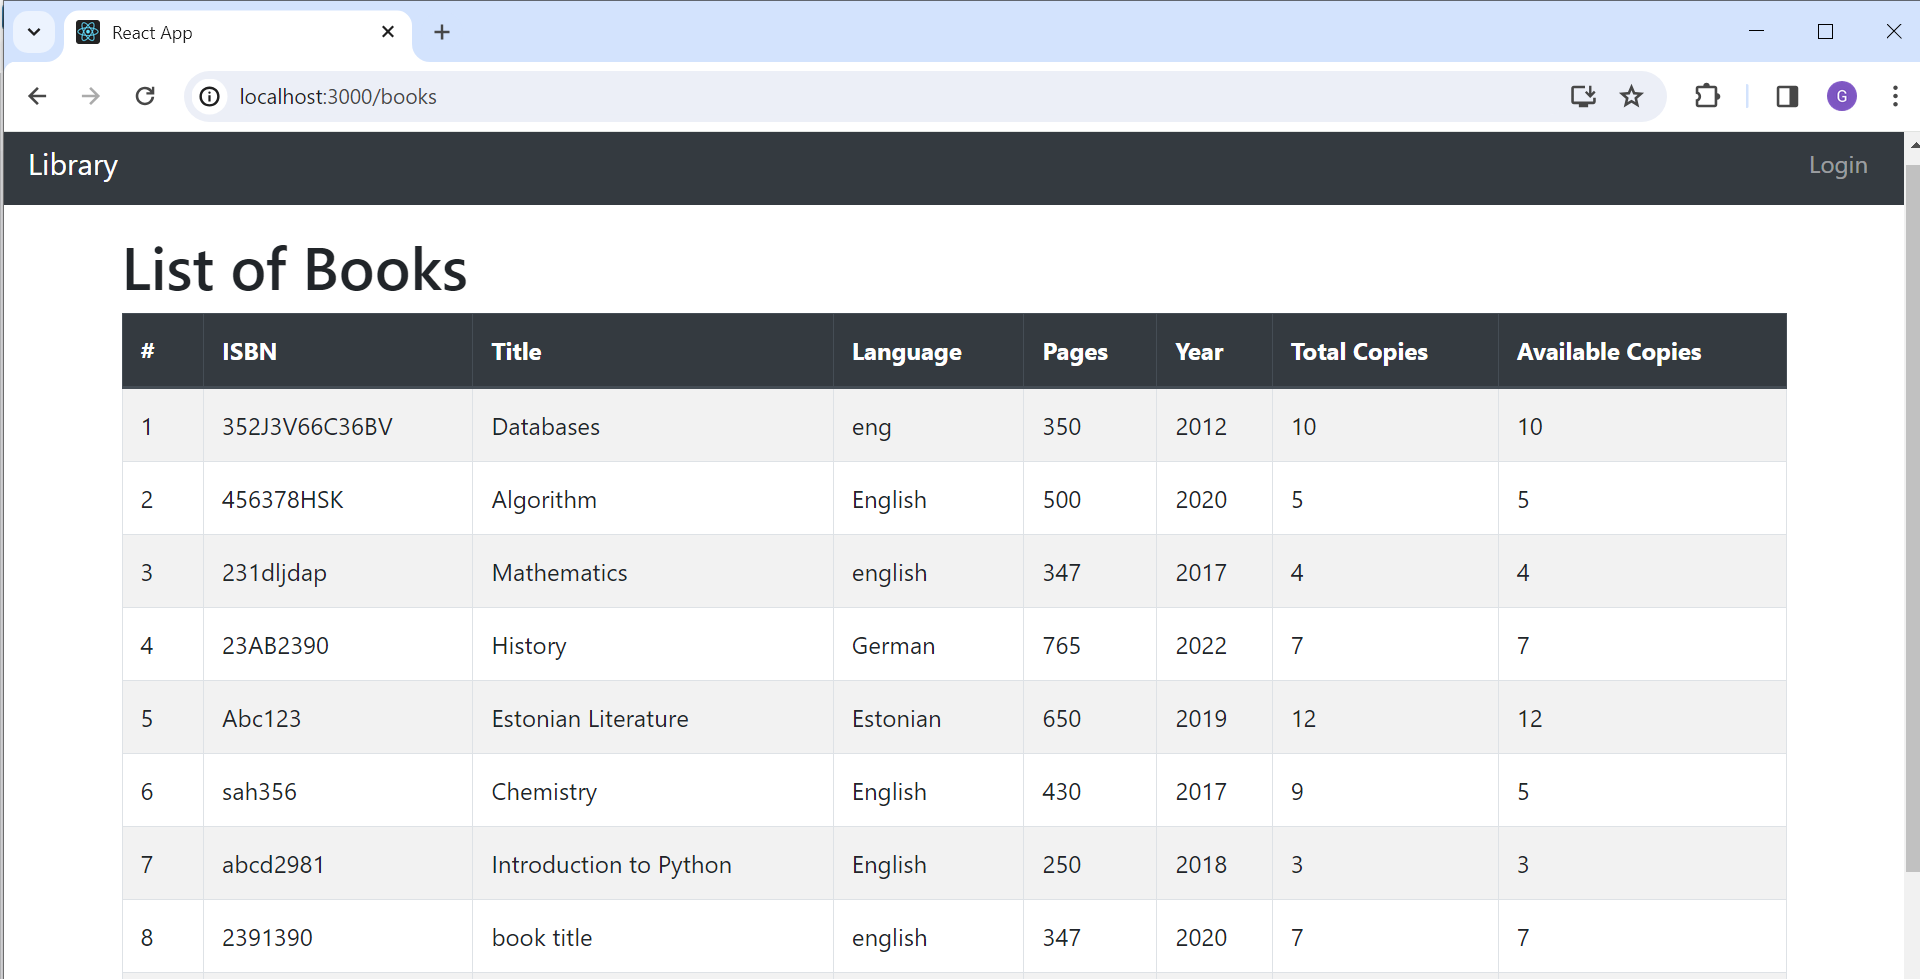 React App
localhost:3000/books
G
Library Login
List of Books
# ISBN Title Language Pages Year Total Copies Available Copies
1 352J3V66C36BV Databases eng 350 2012 10 10
2 456378HSK Algorithm English 500 2020 5 5
3 231dljdap Mathematics english 347 2017 4 4
4 23AB2390 History German 765 2022 7 7
5 Abc123 Estonian Literature Estonian 650 2019 12 12
6 sah356 Chemistry English 430 2017 9 5
7 abcd2981 Introduction to Python English 250 2018 3 3
8 2391390 book title english 347 2020 7 7